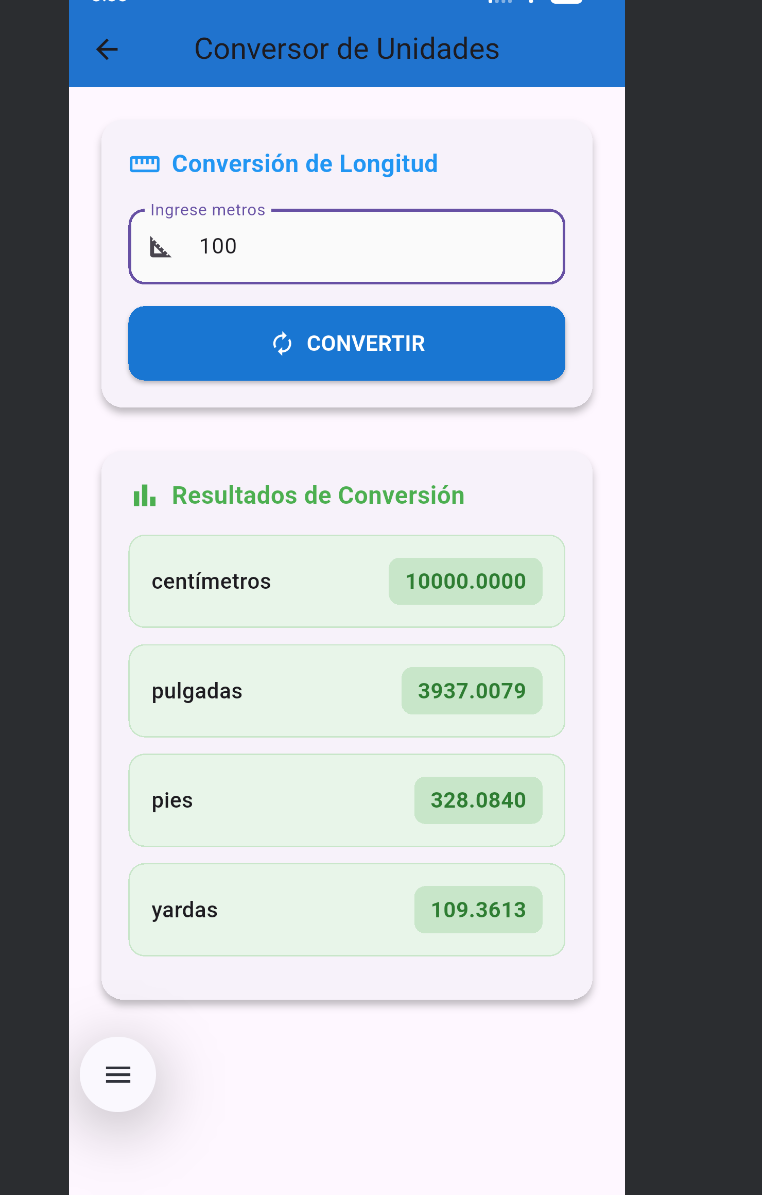 Conversor de Unidades
Conversión de Longitud
Ingrese metros
100
CONVERTIR
Resultados de Conversión
centímetros 10000.0000
pulgadas 3937.0079
pies 328.0840
yardas 109.3613